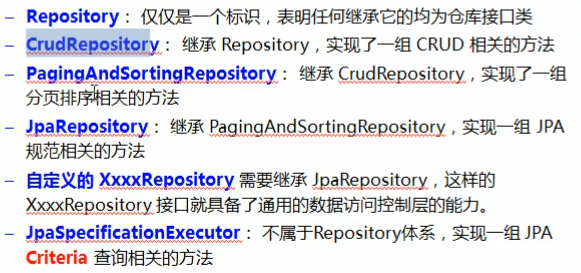 – Repository： 仅仅是一个标识，表明任何继承它的均为仓库接口类
– CrudRepository： 继承 Repository，实现了一组 CRUD 相关的方法
– PagingAndSortingRepository： 继承 CrudRepository，实现了一组
分页排序相关的方法
– JpaRepository： 继承 PagingAndSortingRepository，实现一组 JPA
规范相关的方法
– 自定义的 XxxxRepository 需要继承 JpaRepository，这样的
XxxxRepository 接口就具备了通用的数据访问控制层的能力。
– JpaSpecificationExecutor： 不属于Repository体系，实现一组 JPA
Criteria 查询相关的方法